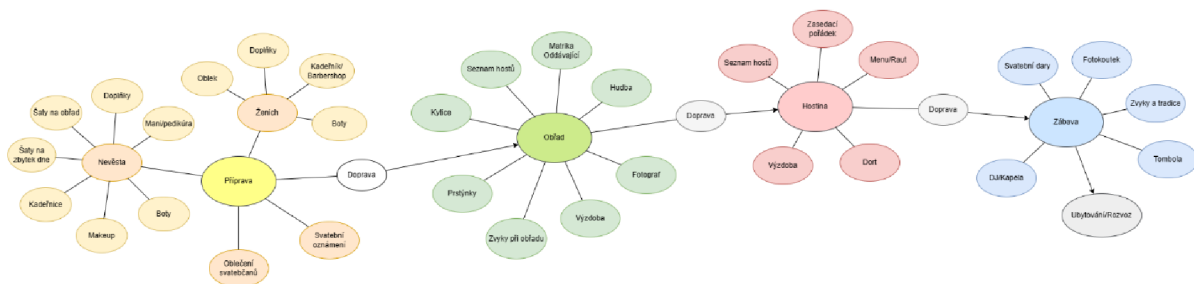 Doplňky
Šaty na obřad
Mani/pedikúra
Šaty na
zbytek dne
Nevěsta
Kadeřnice
Makeup
Boty
Doplňky
Oblek
Kadeřník/
Barbershop
Ženich
Boty
Příprava
Oblečení
svatebčanů
Svatební
oznámení
Doprava
Matrika
Oddávající
Seznam hostů
Hudba
Kytice
Obřad
Prstýnky
Fotograf
Zvyky při obřadu
Výzdoba
Doprava
Zasedací
pořádek
Seznam hostů
Menu/Raut
Hostina
Výzdoba
Dort
Doprava
Svatební dary
Fotokoutek
Zvyky a tradice
Zábava
Tombola
DJ/Kapela
Ubytování/Rozvoz